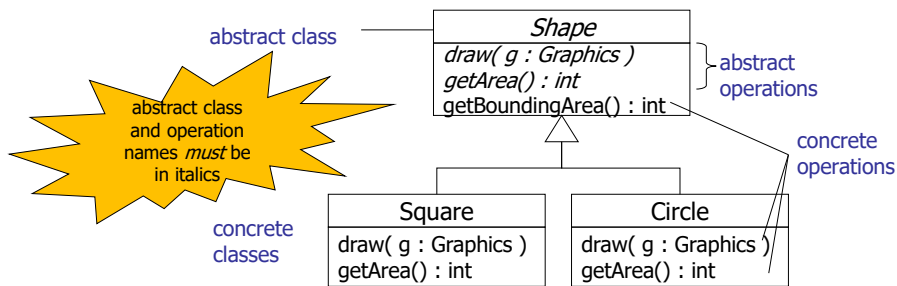 abstract class
Shape
draw( g : Graphics )
getArea() : int
getBoundingArea() : int
abstract
operations
abstract class
and operation
names must be
in italics
concrete
operations
concrete
classes
Square
draw( g : Graphics )
getArea() : int
Circle
draw( g : Graphics )
getArea() : int